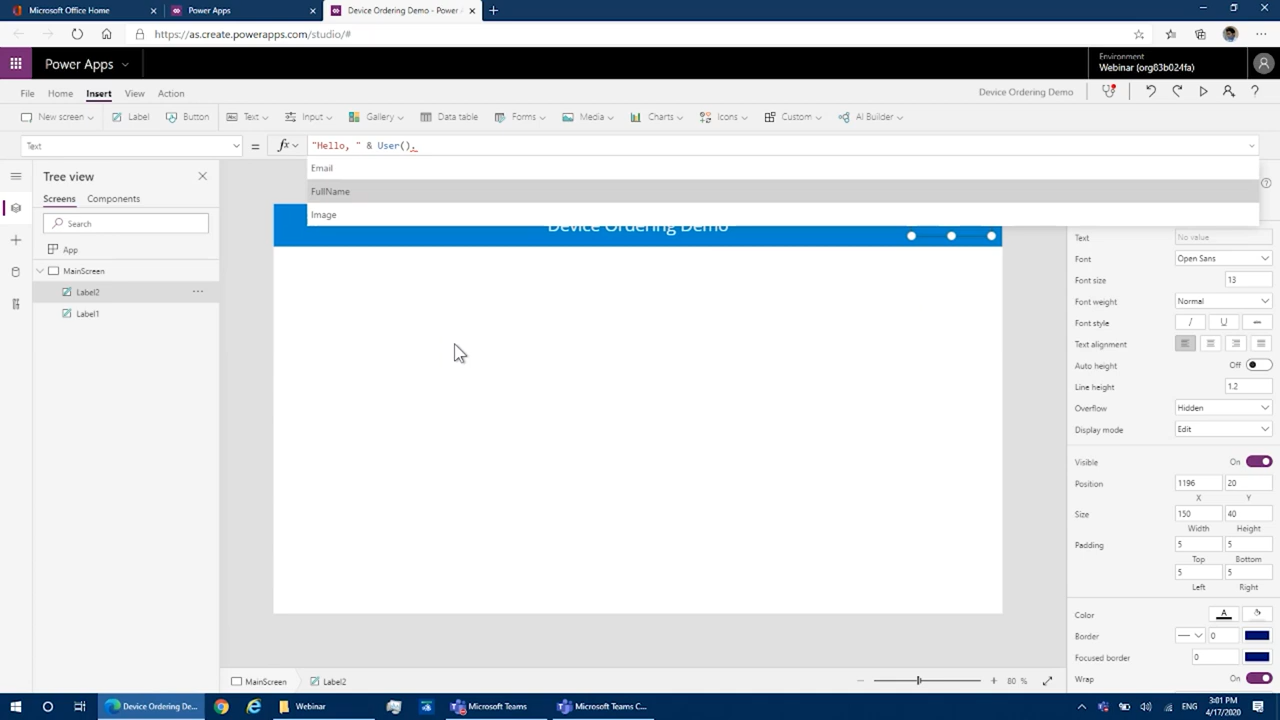 Microsoft Office Home
Power Apps
Device Ordering Demo - Power
https://as.create.powerapps.com/studio/#
Power Apps
Environment
Webinar (org83b024fa)
File Home Insert View Action
Device Ordering Demo
New screen Label Button Text Input Gallery Data table Forms Media Charts Icons Custom AI Builder
Text = fx "Hello, " & User().
Email
FullName
Image
Tree view
Screens Components
Search
App
MainScreen
Label2
Label1
Device Ordering Demo
Text No value
Font Open Sans
Font size 13
Font weight Normal
Font style / U abc
Text alignment
Auto height Off
Line height 1.2
Overflow Hidden
Display mode Edit
Visible On
Position 1196 20
X Y
Size 150 40
Width Height
Padding 5 5
Top Bottom
5 5
Left Right
Color A
Border 0
Focused border 0
Wrap On
MainScreen Label2
80 %
Device Ordering De...
Webinar
Microsoft Teams
Microsoft Teams C...
ENG
3:01 PM
4/17/2020